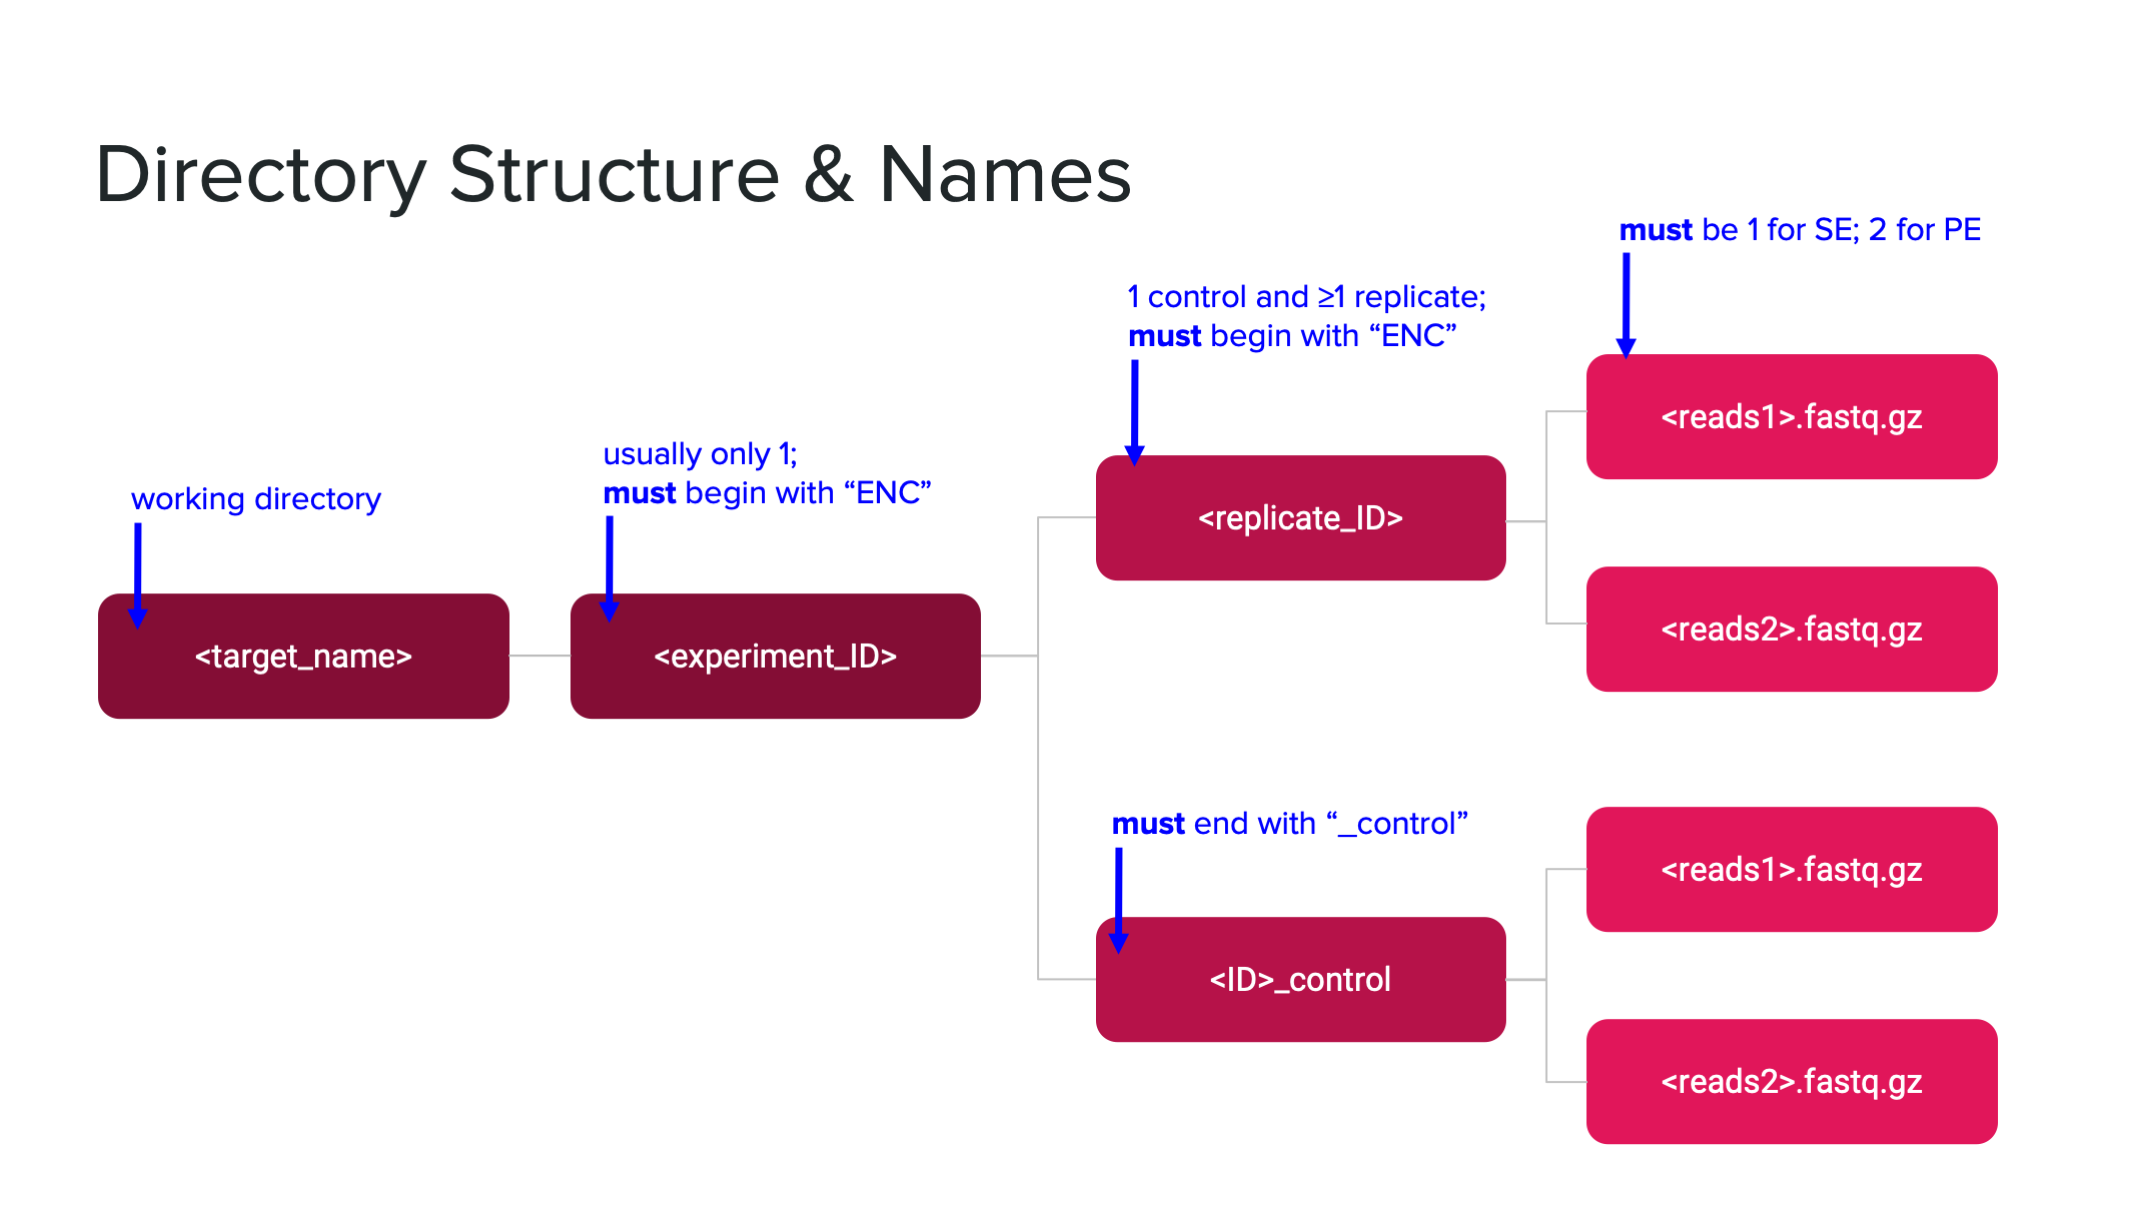 Directory Structure & Names
must be 1 for SE; 2 for PE
1 control and ≥1 replicate;
must begin with “ENC”
usually only 1;
must begin with “ENC”
working directory
<target_name>
<experiment_ID>
<replicate_ID>
<reads1>.fastq.gz
<reads2>.fastq.gz
must end with “_control”
<ID>_control
<reads1>.fastq.gz
<reads2>.fastq.gz